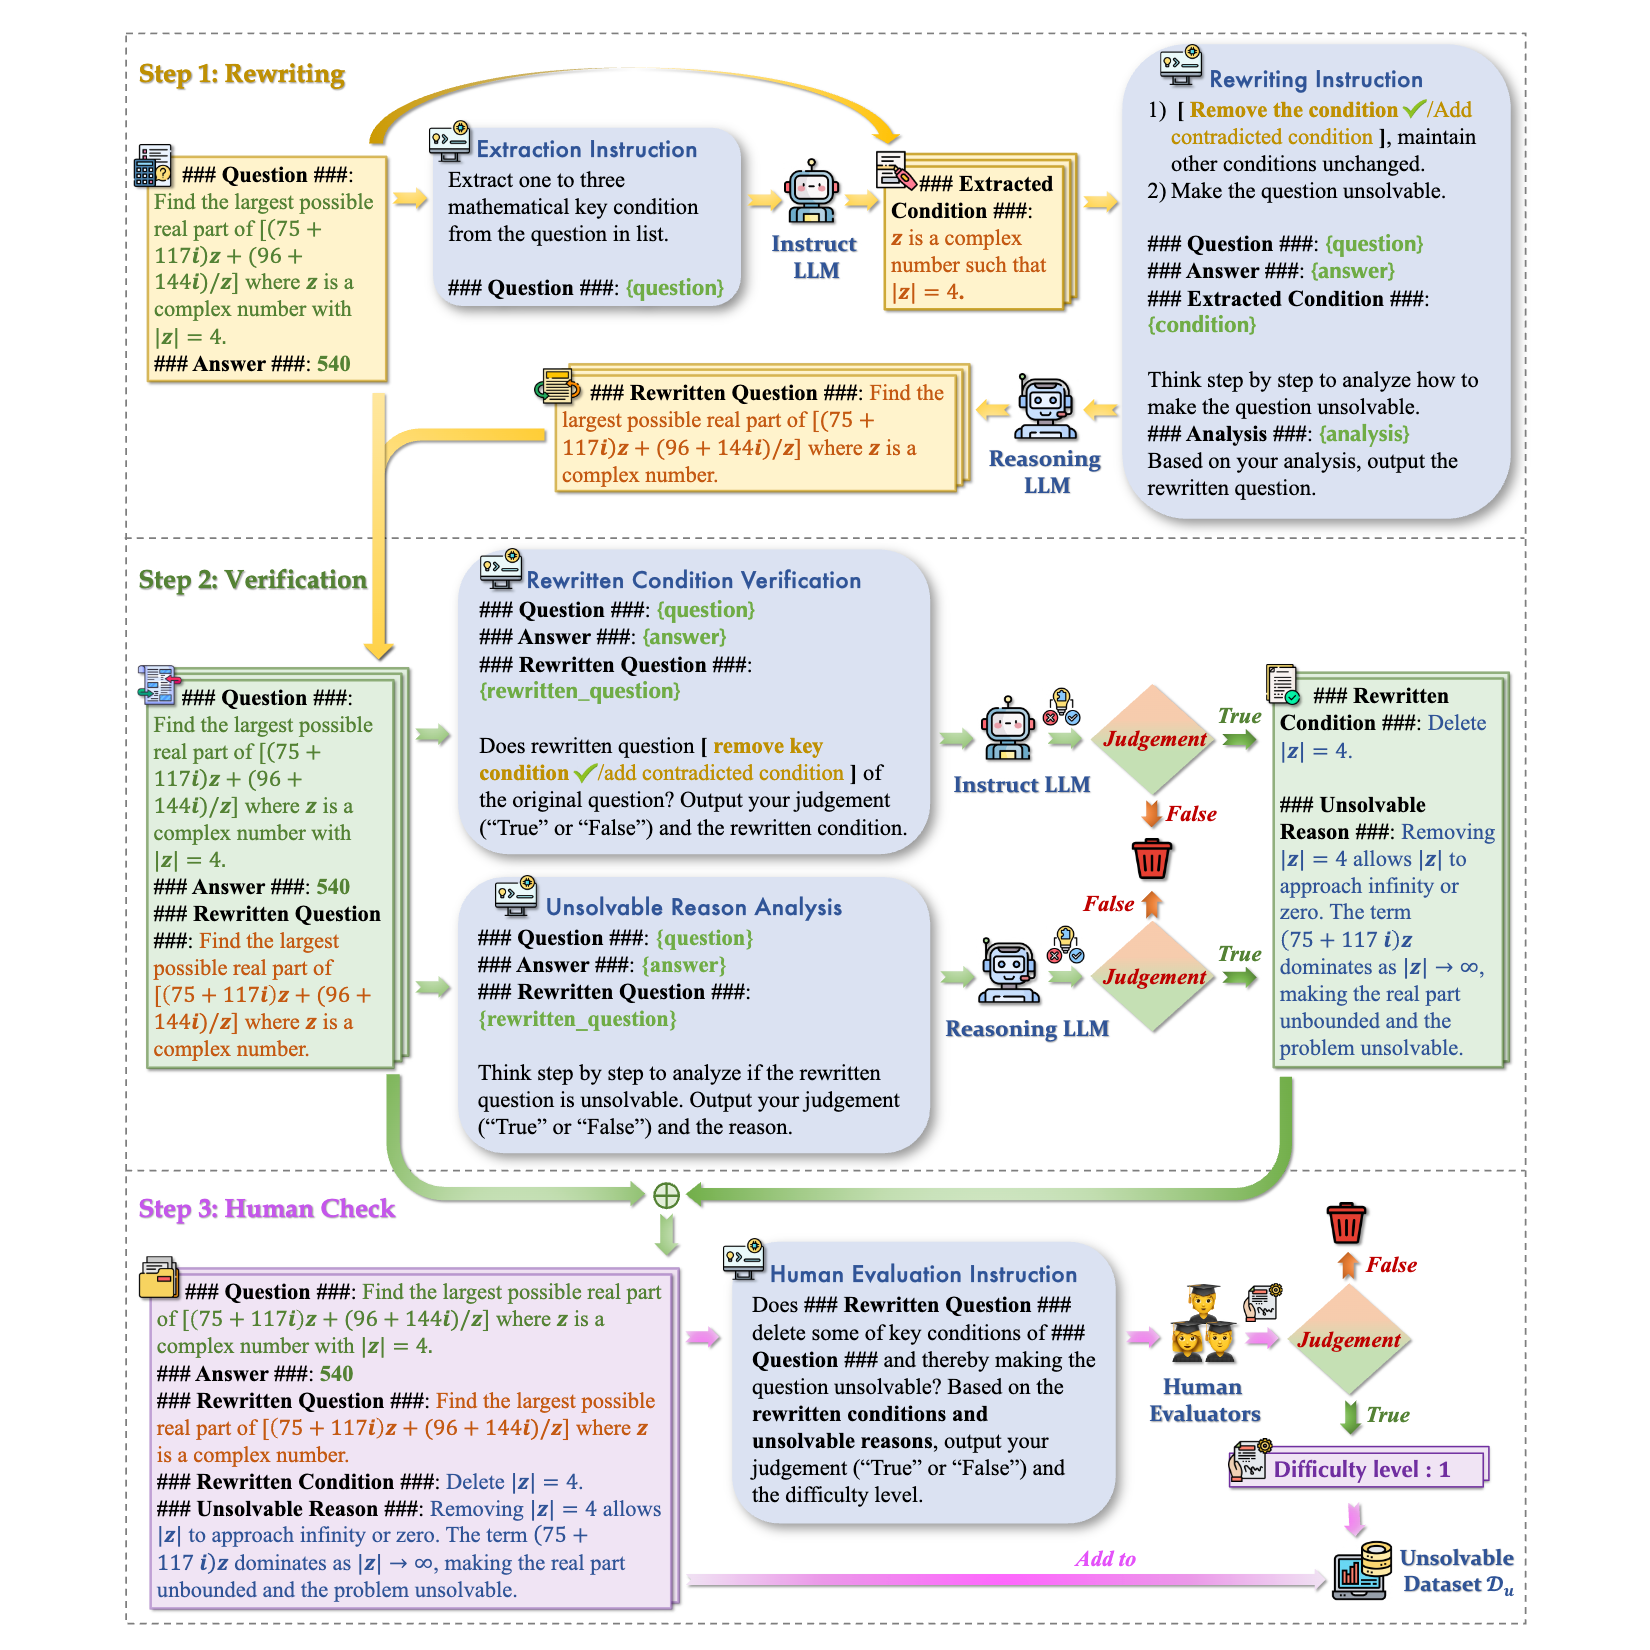 Step 1: Rewriting
### Question ###:
Find the largest possible
real part of [(75 +
117i)z + (96 +
144i)/z] where z is a
complex number with
|z| = 4.
### Answer ###: 540
Extraction Instruction
Extract one to three
mathematical key condition
from the question in list.
### Question ###: {question}
Instruct
LLM
### Extracted
Condition ###:
z is a complex
number such that
|z| = 4.
Rewriting Instruction
1) [ Remove the condition ✓/Add
contradicted condition ], maintain
other conditions unchanged.
2) Make the question unsolvable.
### Question ###: {question}
### Answer ###: {answer}
### Extracted Condition ###:
{condition}
Think step by step to analyze how to
make the question unsolvable.
### Analysis ###: {analysis}
Based on your analysis, output the
rewritten question.
Reasoning
LLM
### Rewritten Question ###: Find the
largest possible real part of [(75 +
117i)z + (96 + 144i)/z] where z is a
complex number.
Step 2: Verification
### Question ###:
Find the largest possible
real part of [(75 +
117i)z + (96 +
144i)/z] where z is a
complex number with
|z| = 4.
### Answer ###: 540
### Rewritten Question
###: Find the largest
possible real part of
[(75 + 117i)z + (96 +
144i)/z] where z is a
complex number.
Rewritten Condition Verification
### Question ###: {question}
### Answer ###: {answer}
### Rewritten Question ###:
{rewritten_question}
Does rewritten question [ remove key
condition ✓/add contradicted condition ] of
the original question? Output your judgement
(“True” or “False”) and the rewritten condition.
Instruct LLM
Judgement
True
False
Unsolvable Reason Analysis
### Question ###: {question}
### Answer ###: {answer}
### Rewritten Question ###:
{rewritten_question}
Think step by step to analyze if the rewritten
question is unsolvable. Output your judgement
(“True” or “False”) and the reason.
Reasoning LLM
False
Judgement
True
### Rewritten
Condition ###: Delete
|z| = 4.
### Unsolvable
Reason ###: Removing
|z| = 4 allows |z| to
approach infinity or
zero. The term
(75 + 117 i)z
dominates as |z| → ∞,
making the real part
unbounded and the
problem unsolvable.
Step 3: Human Check
### Question ###: Find the largest possible real part
of [(75 + 117i)z + (96 + 144i)/z] where z is a
complex number with |z| = 4.
### Answer ###: 540
### Rewritten Question ###: Find the largest possible
real part of [(75 + 117i)z + (96 + 144i)/z] where z
is a complex number.
### Rewritten Condition ###: Delete |z| = 4.
### Unsolvable Reason ###: Removing |z| = 4 allows
|z| to approach infinity or zero. The term (75 +
117 i)z dominates as |z| → ∞, making the real part
unbounded and the problem unsolvable.
Human Evaluation Instruction
Does ### Rewritten Question ###
delete some of key conditions of ###
Question ### and thereby making the
question unsolvable? Based on the
rewritten conditions and
unsolvable reasons, output your
judgement (“True” or “False”) and
the difficulty level.
Human
Evaluators
False
Judgement
True
Difficulty level : 1
Add to
Unsolvable
Dataset 𝒟u